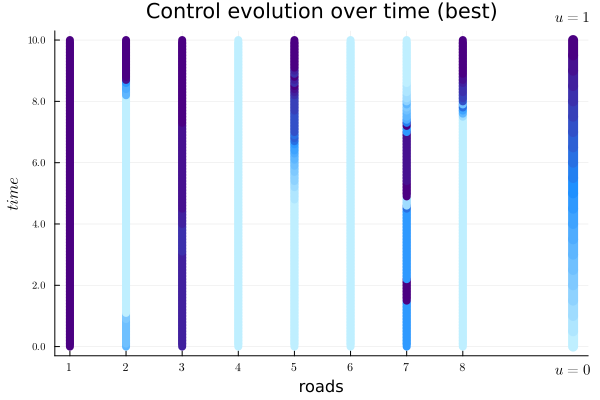 Control evolution over time (best)
u = 1
10.0
8.0
6.0
4.0
2.0
0.0
time
1 2 3 4 5 6 7 8
u = 0
roads